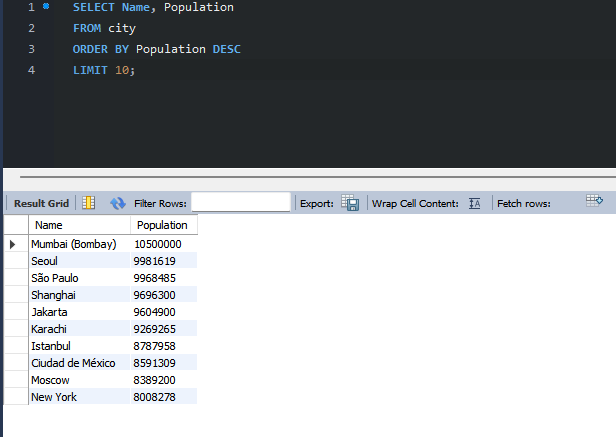 1 SELECT Name, Population
2 FROM city
3 ORDER BY Population DESC
4 LIMIT 10;
Result Grid Filter Rows: Export: Wrap Cell Content: IA Fetch rows:
Name Population
Mumbai (Bombay) 10500000
Seoul 9981619
São Paulo 9968485
Shanghai 9696300
Jakarta 9604900
Karachi 9269265
Istanbul 8787958
Ciudad de México 8591309
Moscow 8389200
New York 8008278